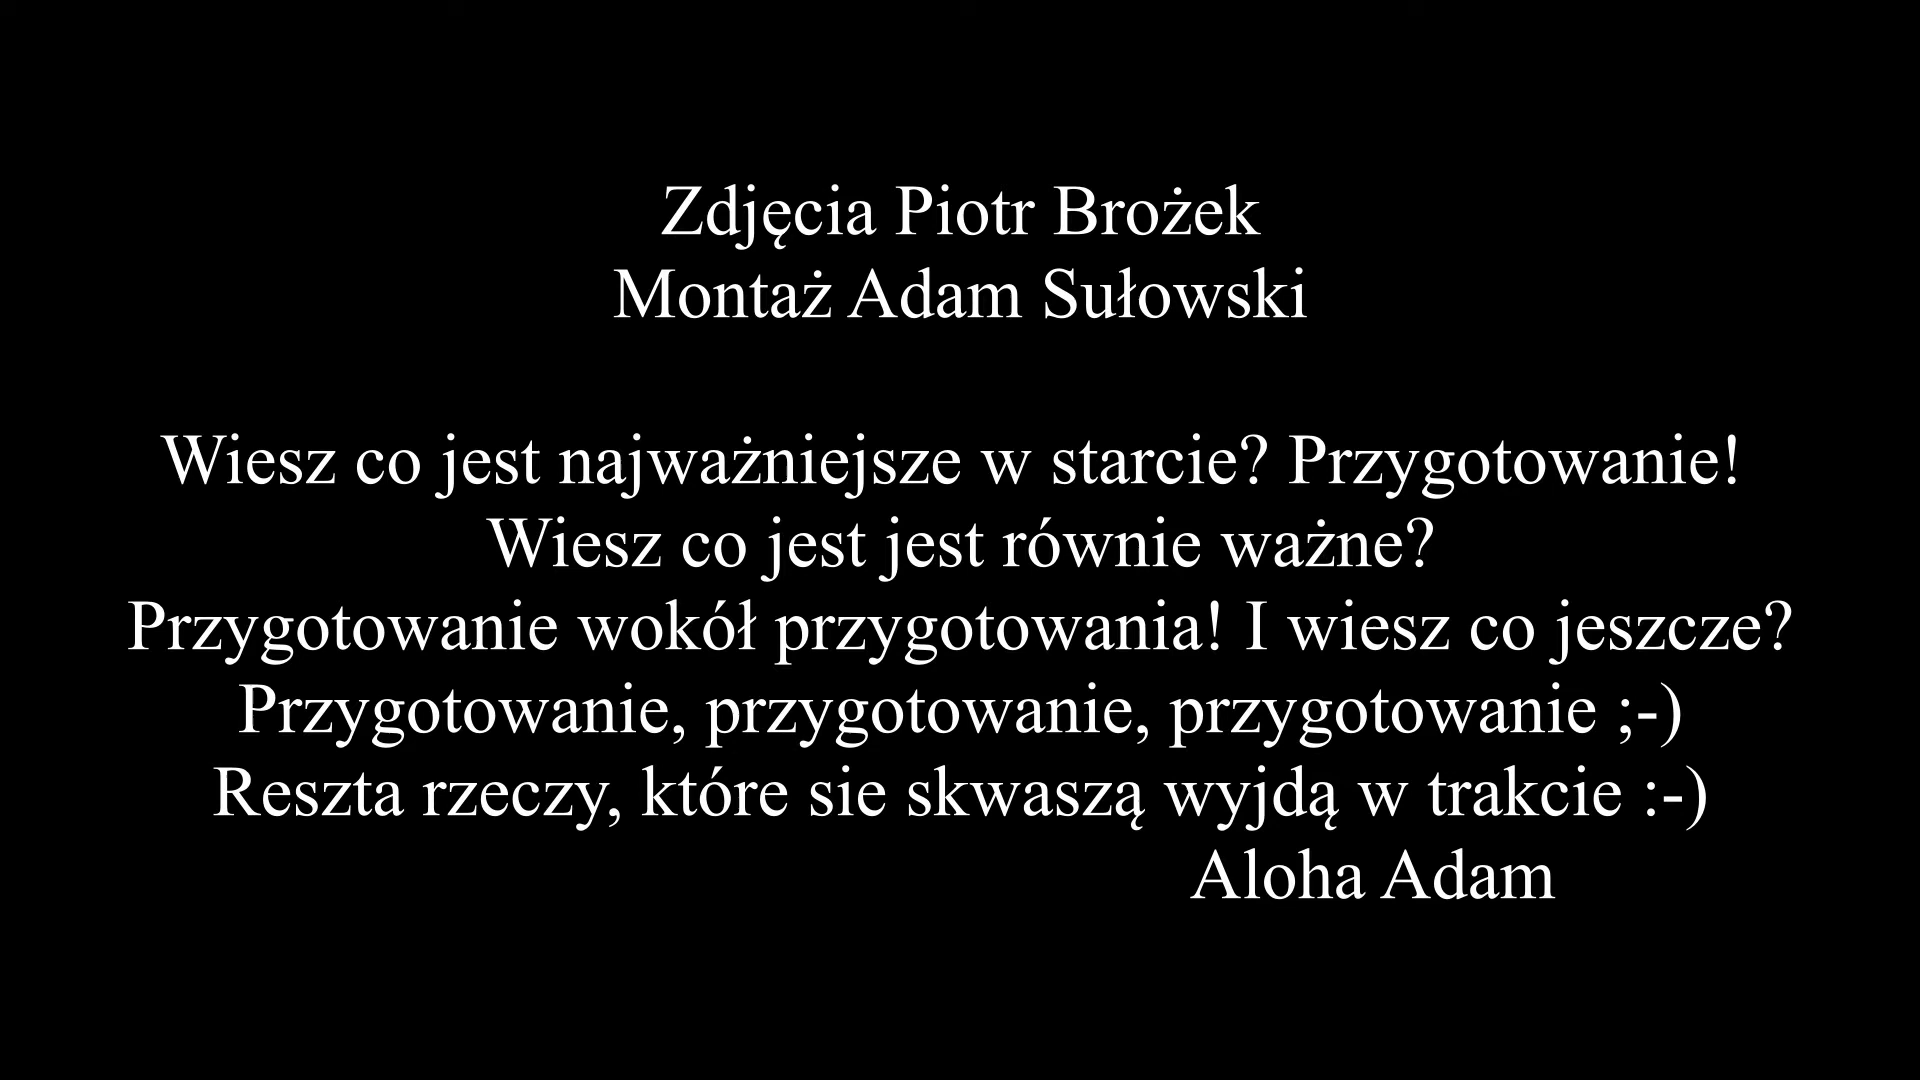 Zdjęcia Piotr Brożek
Montaż Adam Sułowski
Wiesz co jest najważniejsze w starcie? Przygotowanie!
Wiesz co jest jest równie ważne?
Przygotowanie wokół przygotowania! I wiesz co jeszcze?
Przygotowanie, przygotowanie, przygotowanie ;-)
Reszta rzeczy, które sie skwaszą wyjdą w trakcie :-)
Aloha Adam